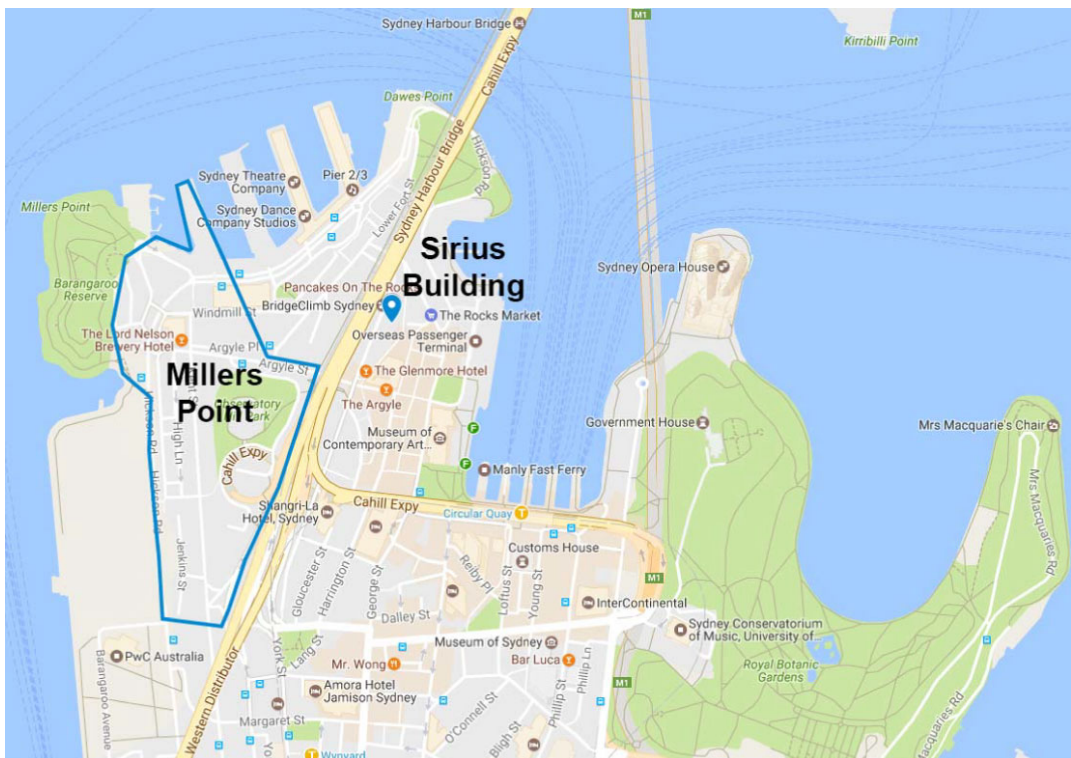 Sydney Harbour Bridge
Cahill Expy
M1
Kirribilli Point
Dawes Point
Hickson Rd
Sydney Harbour Bridge
Lower Fort St
Sydney Theatre
Company
Pier 2/3
Sydney Dance
Company Studios
Millers Point
Barangaroo
Reserve
Windmill St
Sirius
Building
Pancakes On The Rocks
BridgeClimb Sydney
The Rocks Market
Overseas Passenger
Terminal
Sydney Opera House
The Lord Nelson
Brewery Hotel
Argyle Pl
Argyle St
Millers
Point
The Glenmore Hotel
The Argyle
Hickson Rd
High Ln
Hickson Rd
Cahill Expy
Museum of
Contemporary Art...
F
F
Government House
Mrs Macquarie's Chair
Mrs Macquaries Rd
Manly Fast Ferry
Shangri-La
Hotel, Sydney
Cahill Expy
Circular Quay
T
Customs House
Jenkins St
Gloucester St
Harrington St
George St
Reiby Pl
Loftus St
Young St
Dalley St
M1
InterContinental
Sydney Conservatorium
of Music, University of...
Museum of Sydney
Bar Luca
Phillip Ln
Phillip St
Royal Botanic
Gardens
PwC Australia
Barangaroo Avenue
Western Distributor
York St
Lang St
Mr. Wong
Amora Hotel
Jamison Sydney
M1
Margaret St
O'Connell St
Bligh St
T
Wynyard
Macquaries Rd